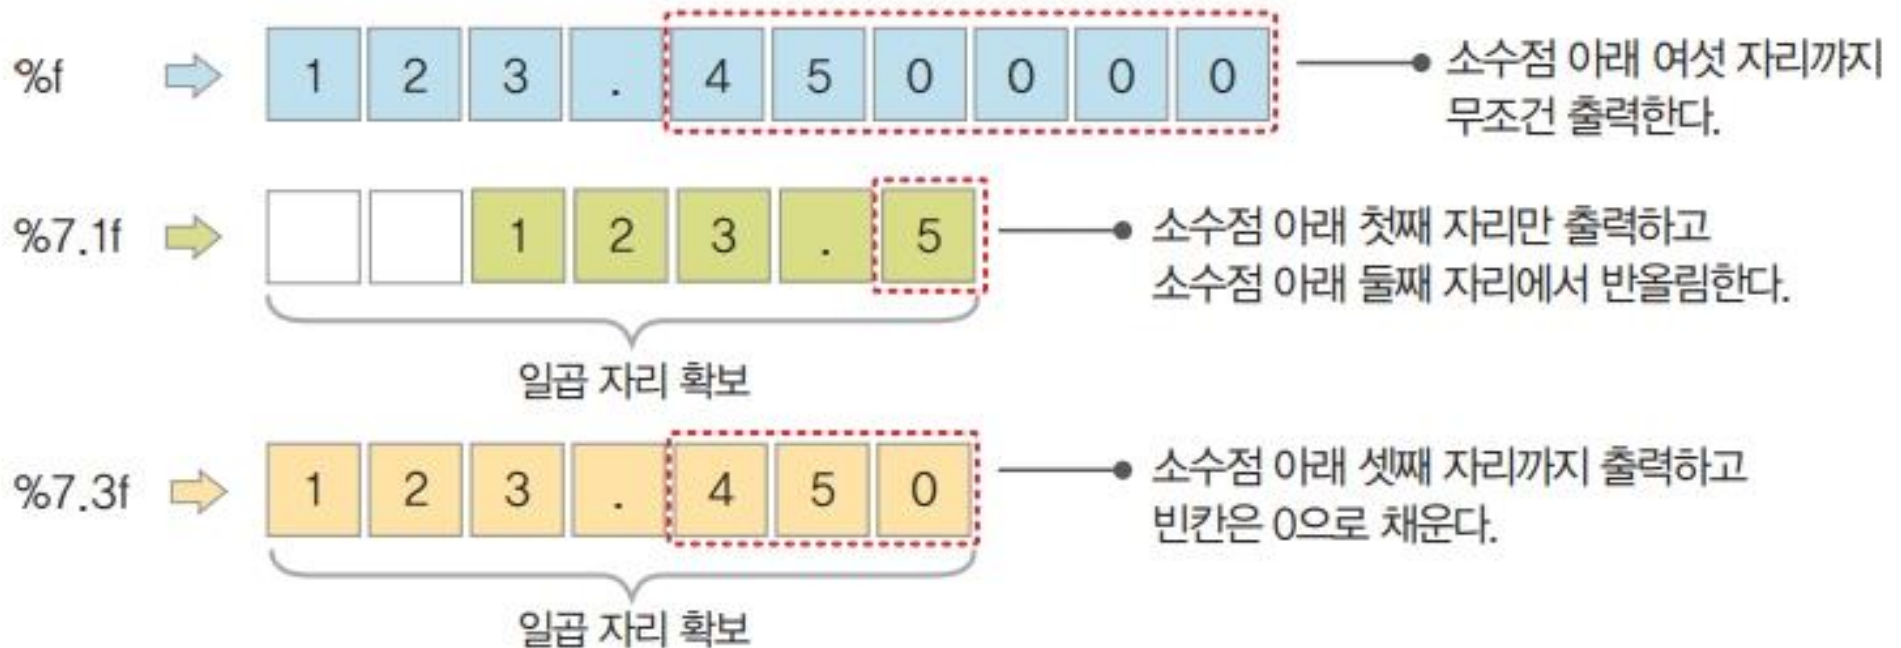 %f 1 2 3 . 4 5 0 0 0 0 소수점 아래 여섯 자리까지
무조건 출력한다.
%7.1f 1 2 3 . 5 소수점 아래 첫째 자리만 출력하고
소수점 아래 둘째 자리에서 반올림한다.
일곱 자리 확보
%7.3f 1 2 3 . 4 5 0 소수점 아래 셋째 자리까지 출력하고
빈칸은 0으로 채운다.
일곱 자리 확보